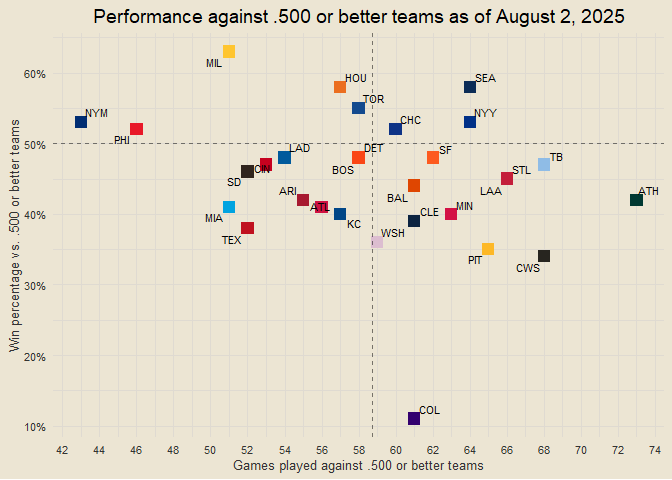 Performance against .500 or better teams as of August 2, 2025
Win percentage vs. .500 or better teams
60%
50%
40%
30%
20%
10%
MIL
HOU
SEA
TOR
NYM
PHI
CHC
NYY
LAD
DET
SF
TB
CIN
SD
BOS
STL
ARI
ATL
BAL
LAA
ATH
MIA
KC
CLE
MIN
TEX
WSH
PIT
CWS
COL
42 44 46 48 50 52 54 56 58 60 62 64 66 68 70 72 74
Games played against .500 or better teams